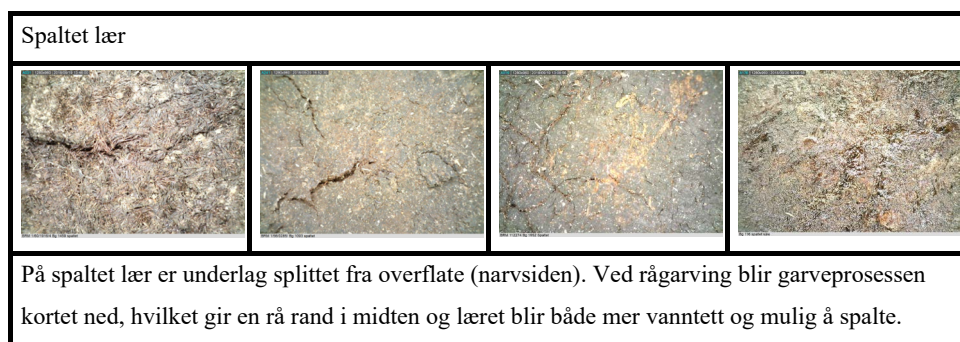 Spaltet lær
På spaltet lær er underlag splittet fra overflate (narvsiden). Ved rågarving blir garveprosessen
kortet ned, hvilket gir en rå rand i midten og læret blir både mer vanntett og mulig å spalte.